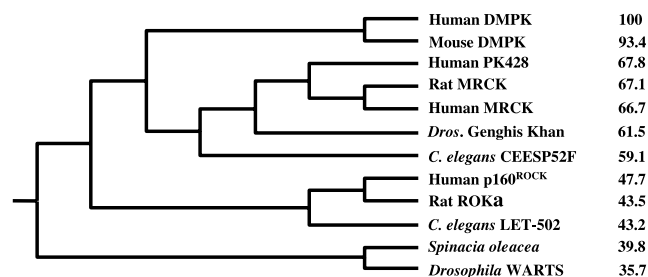 Human DMPK 100
Mouse DMPK 93.4
Human PK428 67.8
Rat MRCK 67.1
Human MRCK 66.7
Dros. Genghis Khan 61.5
C. elegans CEESP52F 59.1
Human p160ROCK 47.7
Rat ROKa 43.5
C. elegans LET-502 43.2
Spinacia oleacea 39.8
Drosophila WARTS 35.7